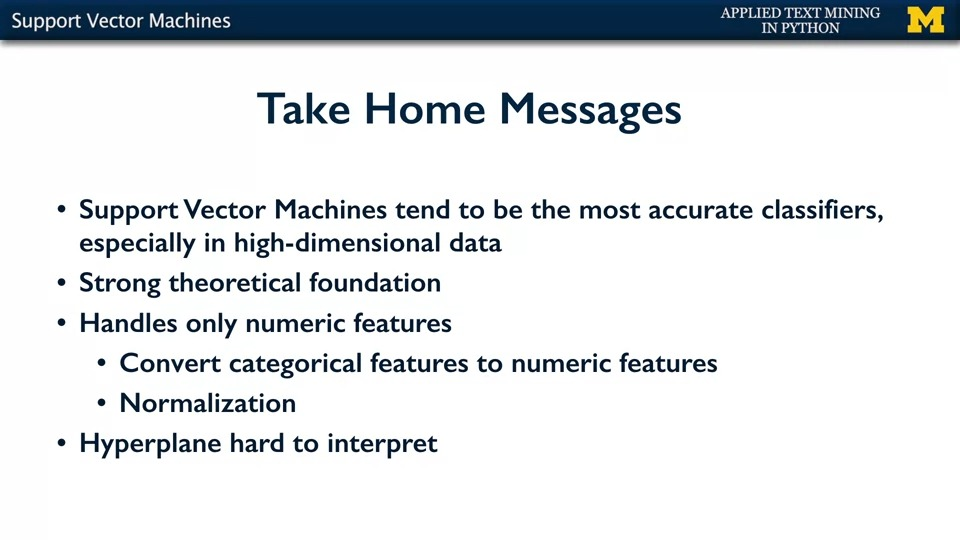 Support Vector Machines
APPLIED TEXT MINING
IN PYTHON
M
Take Home Messages
• Support Vector Machines tend to be the most accurate classifiers,
especially in high-dimensional data
• Strong theoretical foundation
• Handles only numeric features
• Convert categorical features to numeric features
• Normalization
• Hyperplane hard to interpret